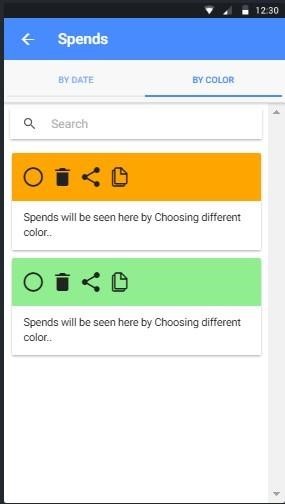 12:30
Spends
BY DATE
BY COLOR
Search
Spends will be seen here by Choosing different
color..
Spends will be seen here by Choosing different
color..